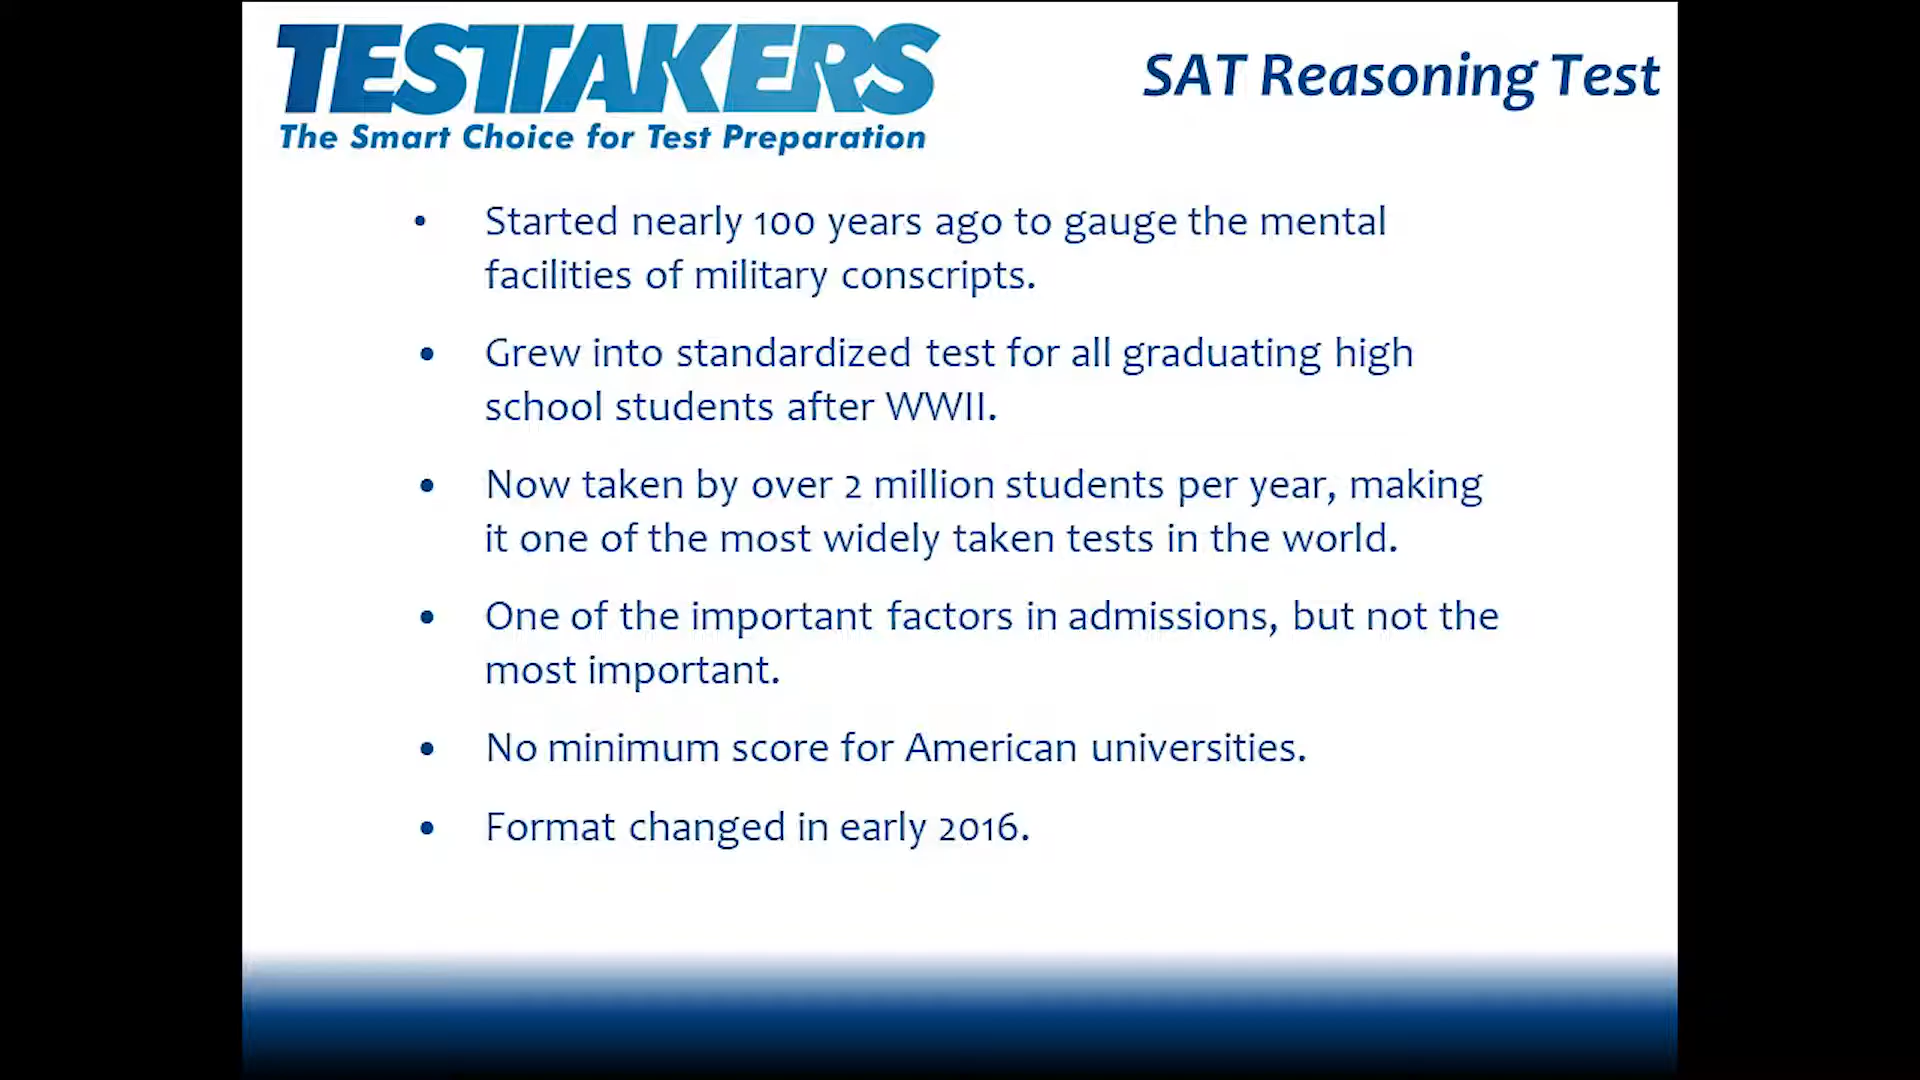 TESTTAKERS
The Smart Choice for Test Preparation
SAT Reasoning Test
• Started nearly 100 years ago to gauge the mental
facilities of military conscripts.
• Grew into standardized test for all graduating high
school students after WWII.
• Now taken by over 2 million students per year, making
it one of the most widely taken tests in the world.
• One of the important factors in admissions, but not the
most important.
• No minimum score for American universities.
• Format changed in early 2016.